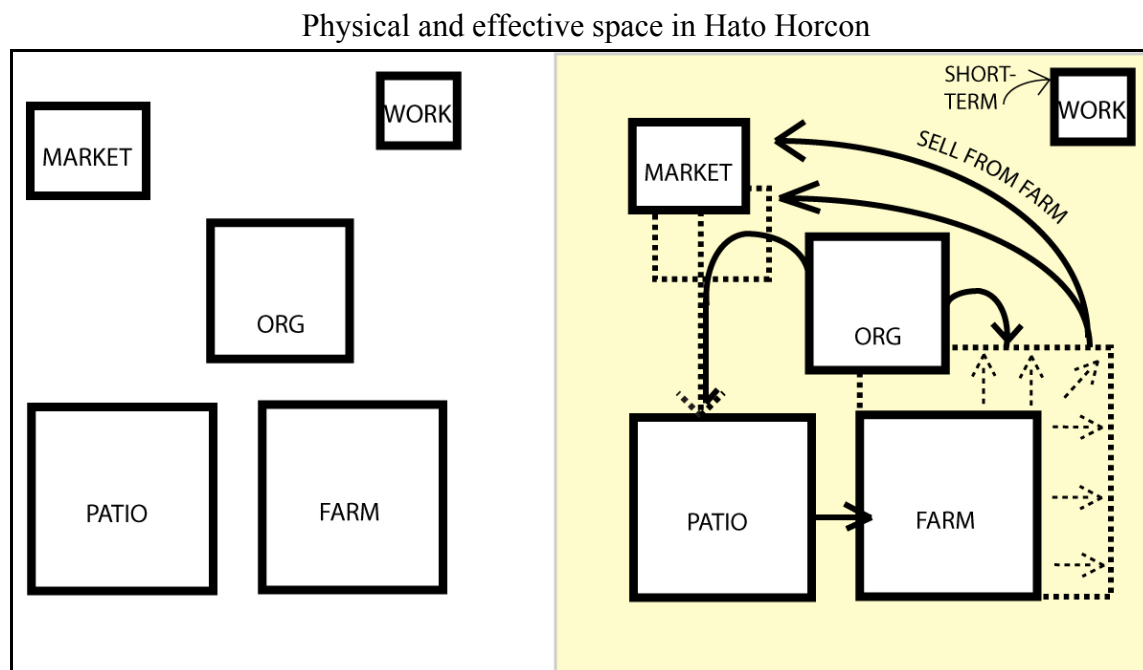 Physical and effective space in Hato Horcon
WORK
MARKET
ORG
PATIO
FARM
SHORT-
TERM
WORK
SELL FROM FARM
MARKET
ORG
PATIO
FARM